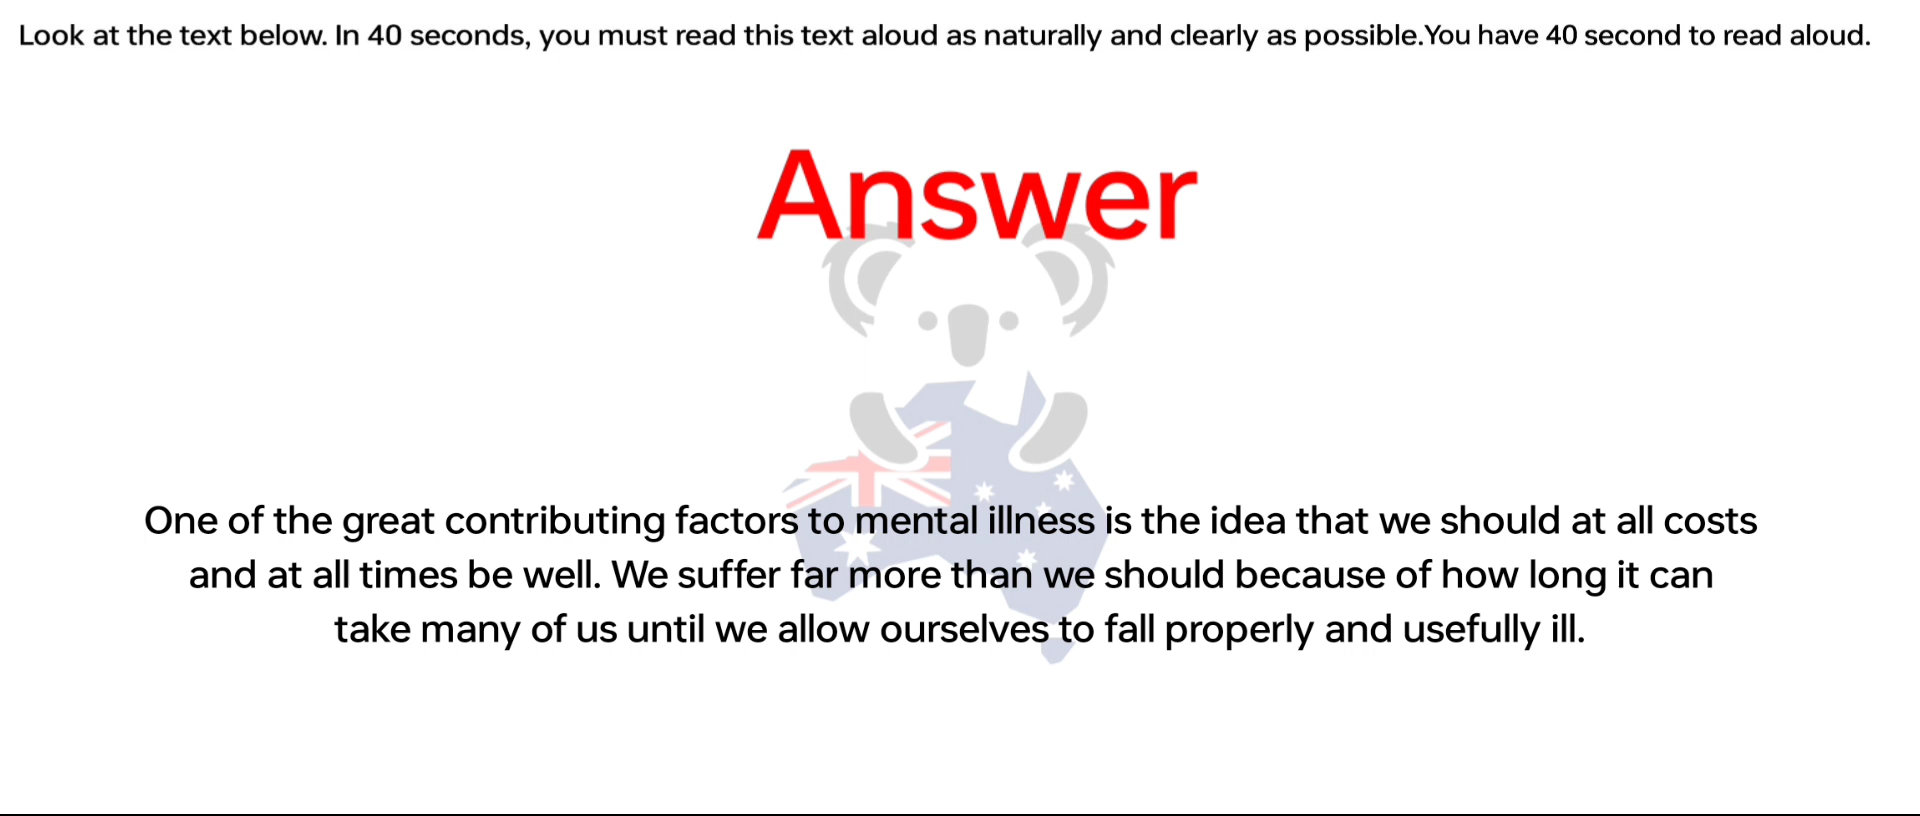 Look at the text below. In 40 seconds, you must read this text aloud as naturally and clearly as possible.You have 40 second to read aloud.
Answer
One of the great contributing factors to mental illness is the idea that we should at all costs
and at all times be well. We suffer far more than we should because of how long it can
take many of us until we allow ourselves to fall properly and usefully ill.